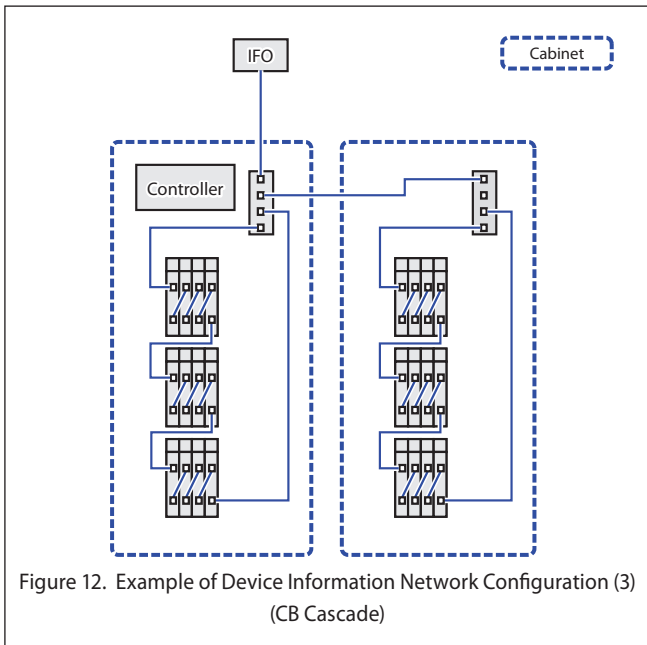 IFO
Cabinet
Controller
Figure 12. Example of Device Information Network Configuration (3)
(CB Cascade)